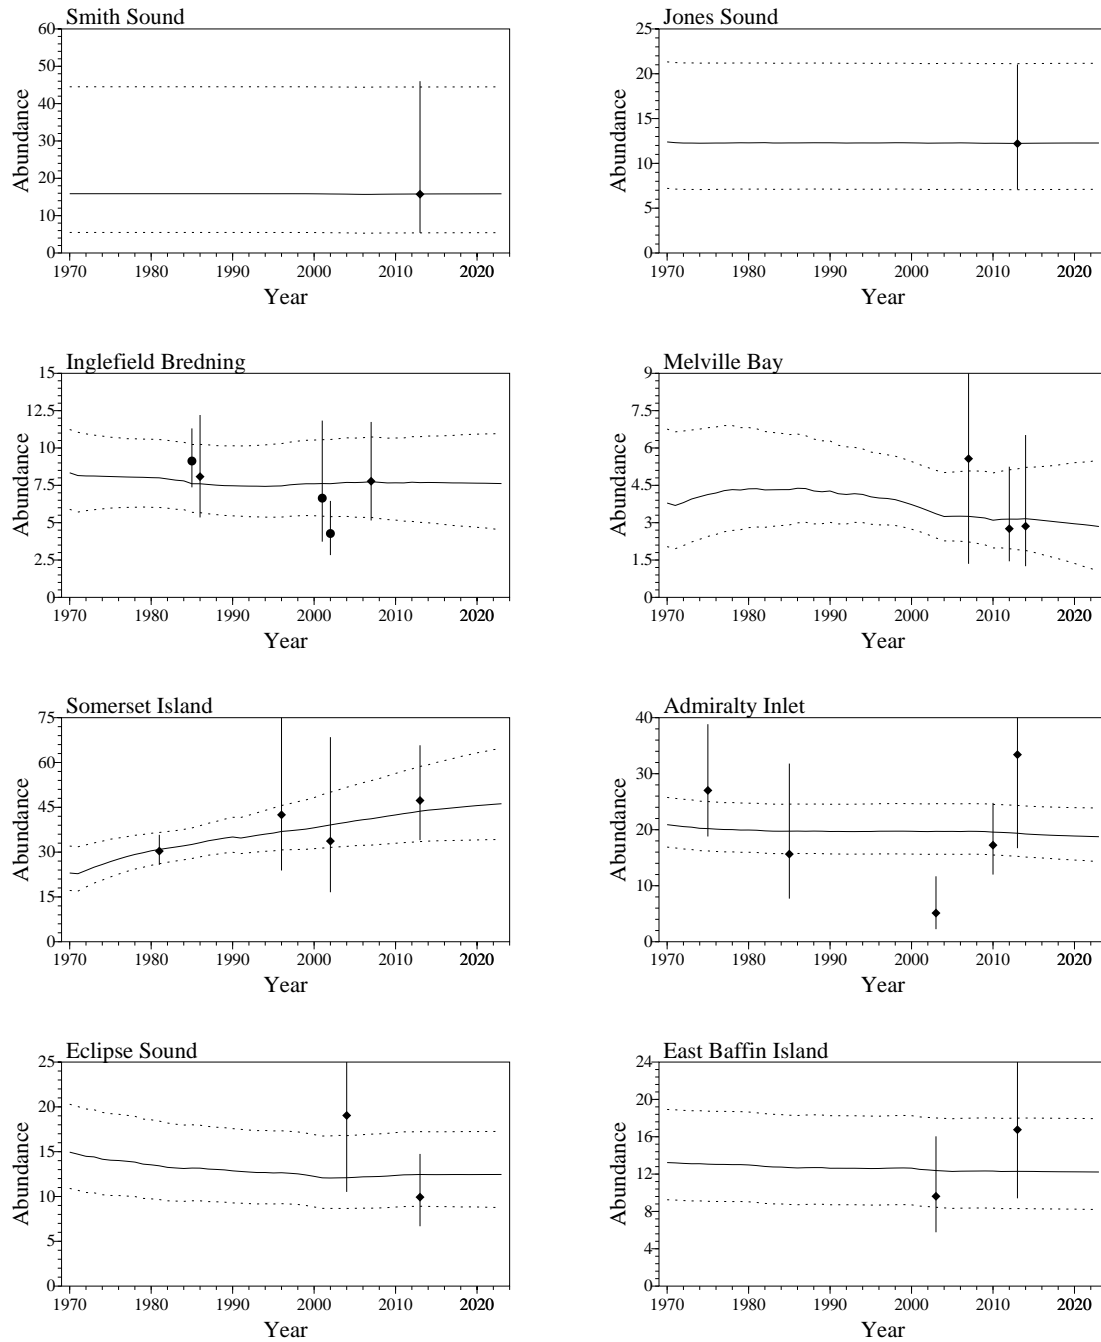 Smith Sound
60
50
40
30
20
10
0
Abundance
1970 1980 1990 2000 2010 2020
Year
Jones Sound
25
20
15
10
5
0
Abundance
1970 1980 1990 2000 2010 2020
Year
Inglefield Bredning
15
12.5
10
7.5
5
2.5
0
Abundance
1970 1980 1990 2000 2010 2020
Year
Melville Bay
9
7.5
6
4.5
3
1.5
0
Abundance
1970 1980 1990 2000 2010 2020
Year
Somerset Island
75
60
45
30
15
0
Abundance
1970 1980 1990 2000 2010 2020
Year
Admiralty Inlet
40
30
20
10
0
Abundance
1970 1980 1990 2000 2010 2020
Year
Eclipse Sound
25
20
15
10
5
0
Abundance
1970 1980 1990 2000 2010 2020
Year
East Baffin Island
24
20
16
12
8
4
0
Abundance
1970 1980 1990 2000 2010 2020
Year